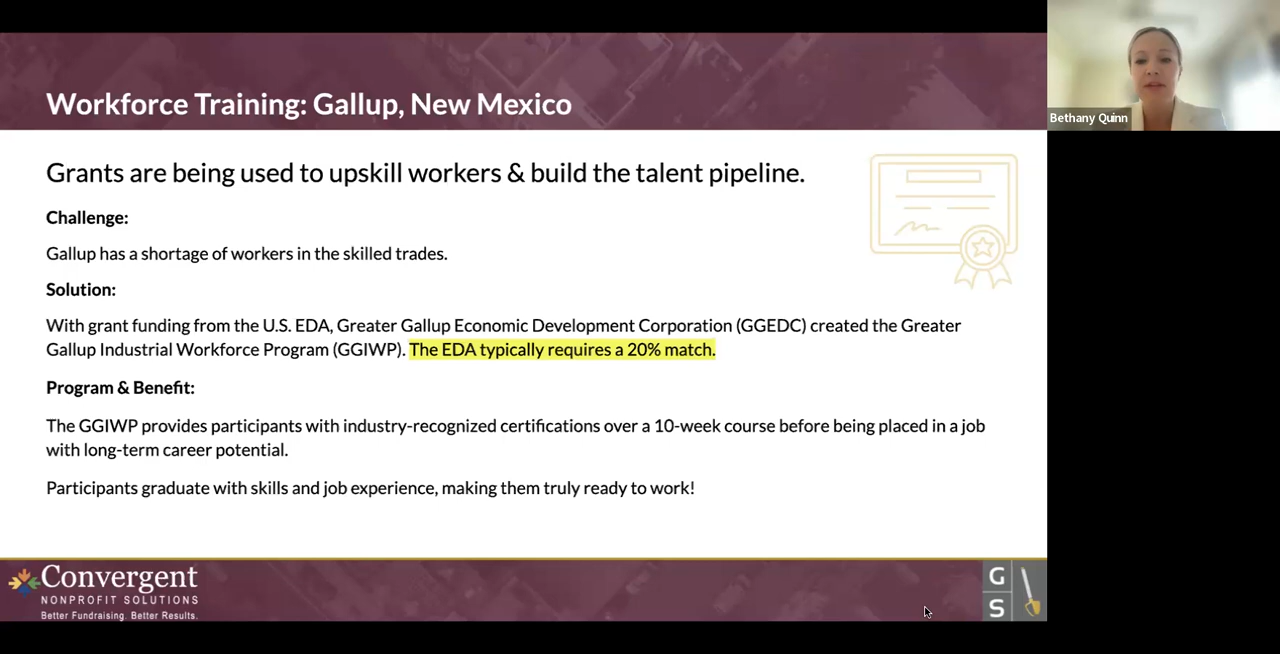 Workforce Training: Gallup, New Mexico
Bethany Quinn
Grants are being used to upskill workers & build the talent pipeline.
Challenge:
Gallup has a shortage of workers in the skilled trades.
Solution:
With grant funding from the U.S. EDA, Greater Gallup Economic Development Corporation (GGEDC) created the Greater
Gallup Industrial Workforce Program (GGIWP). The EDA typically requires a 20% match.
Program & Benefit:
The GGIWP provides participants with industry-recognized certifications over a 10-week course before being placed in a job
with long-term career potential.
Participants graduate with skills and job experience, making them truly ready to work!
Convergent
NONPROFIT SOLUTIONS
Better Fundraising. Better Results.
G
S